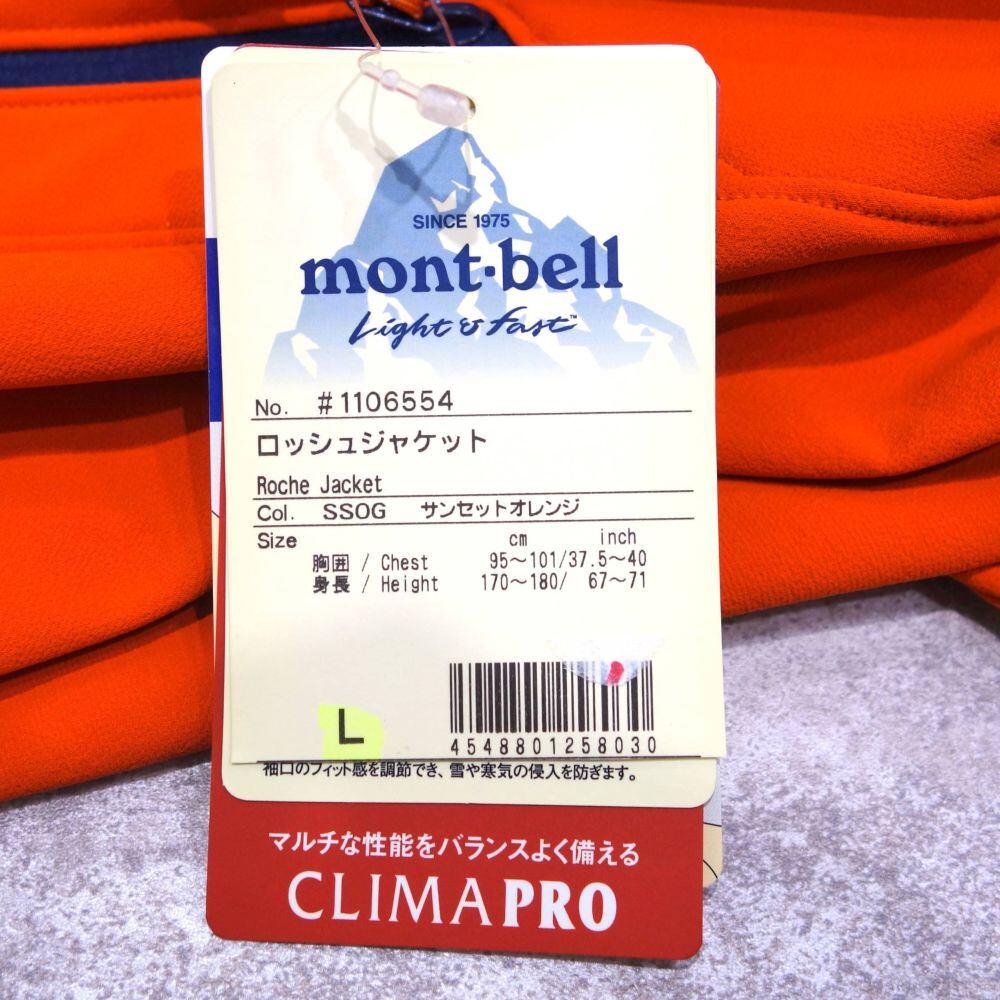 SINCE 1975
mont-bell
Light & Fast™
No. #1106554
ロッシュジャケット
Roche Jacket
Col. SSOG サンセットオレンジ
Size cm inch
胸囲 / Chest 95～101/37.5～40
身長 / Height 170～180/ 67～71
L
4548801258030
袖口のフィット感を調節でき、雪や寒気の侵入を防ぎます。
マルチな性能をバランスよく備える
CLIMAPRO